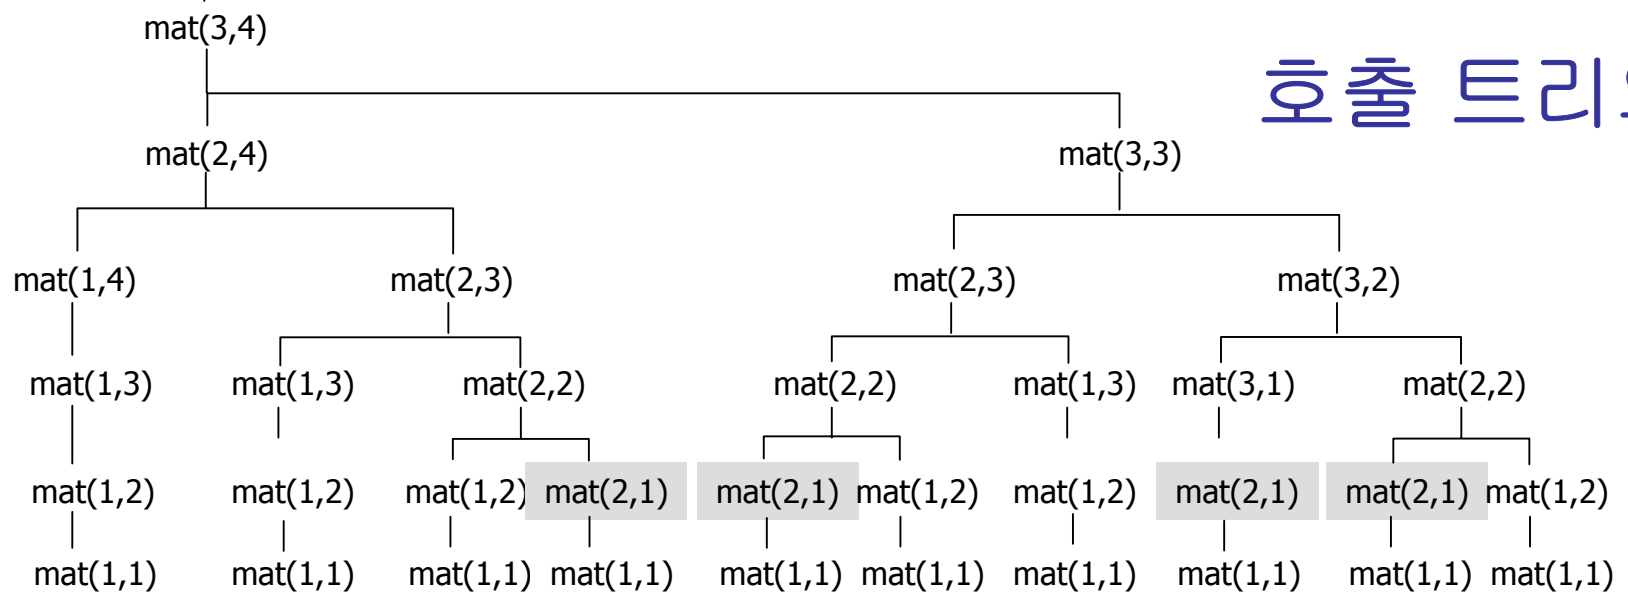 mat(3,4)
호출 트리
mat(2,4) mat(3,3)
mat(1,4) mat(2,3) mat(2,3) mat(3,2)
mat(1,3) mat(1,3) mat(2,2) mat(2,2) mat(1,3) mat(3,1) mat(2,2)
mat(1,2) mat(1,2) mat(1,2) mat(2,1) mat(2,1) mat(1,2) mat(1,2) mat(2,1) mat(2,1) mat(1,2)
mat(1,1) mat(1,1) mat(1,1) mat(1,1) mat(1,1) mat(1,1) mat(1,1) mat(1,1) mat(1,1) mat(1,1)